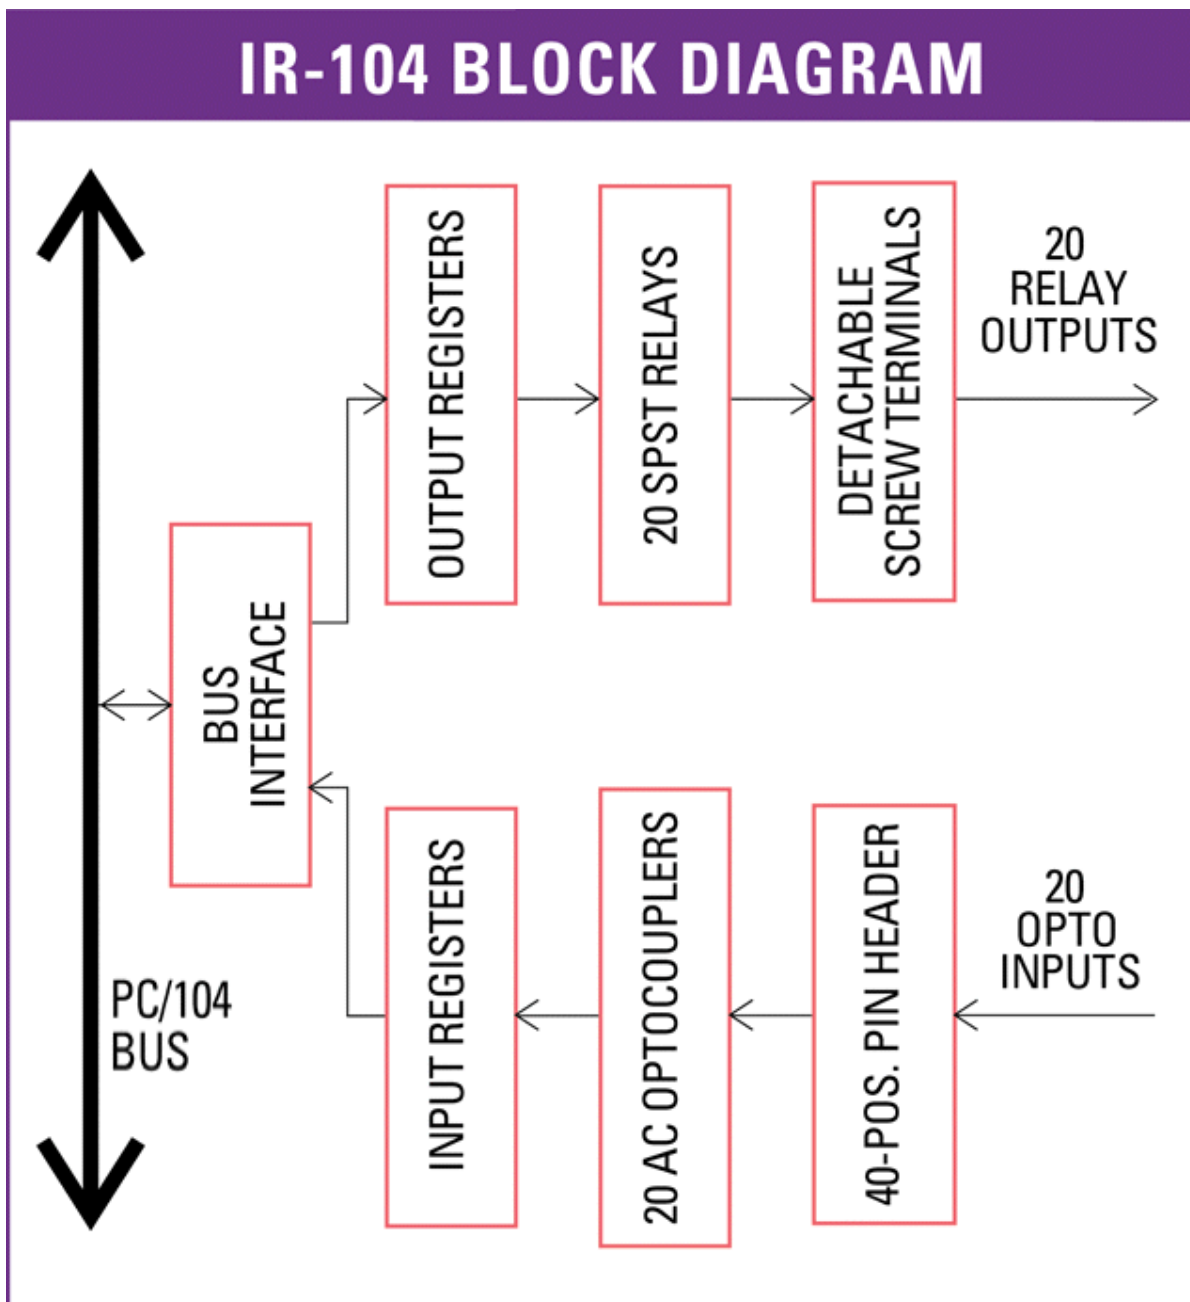 IR-104 BLOCK DIAGRAM
OUTPUT REGISTERS
20 SPST RELAYS
DETACHABLE
SCREW TERMINALS
20
RELAY
OUTPUTS
BUS
INTERFACE
PC/104
BUS
INPUT REGISTERS
20 AC OPTOCOUPLERS
40-POS. PIN HEADER
20
OPTO
INPUTS